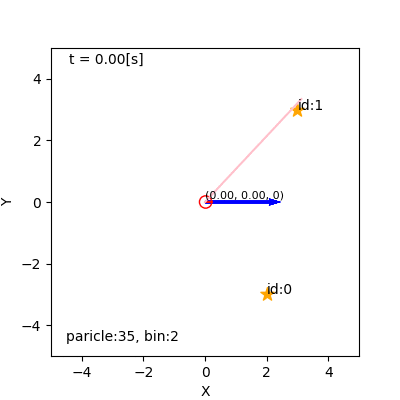 t = 0.00[s]
4
id:1
2
(0.00, 0.00, 0)
Y
0
−2
id:0
−4
paricle:35, bin:2
−4
−2
0
2
4
X